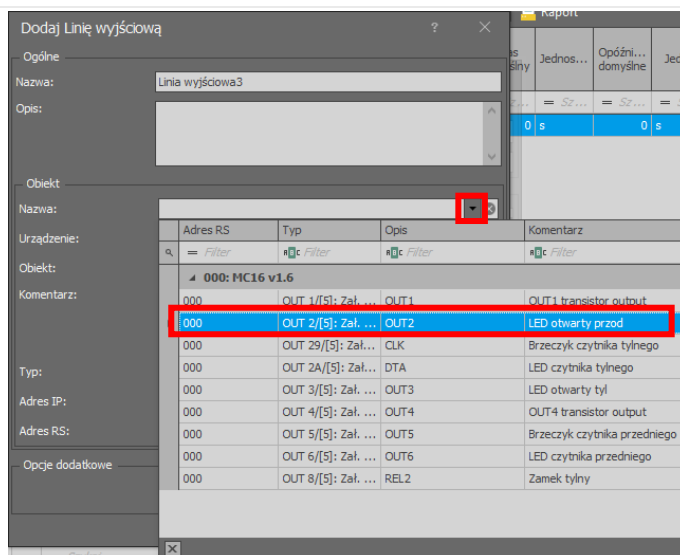 Dodaj Linię wyjściową ?
Raport
Ogólne
Nazwa: Linia wyjściowa3
Opis:
Jednos... Opóźni... domyślne
= Sz... = Sz... =
0 s 0 s
Obiekt
Nazwa:
Urządzenie:
Obiekt:
Komentarz:
Typ:
Adres IP:
Adres RS:
Opcje dodatkowe
Adres RS Typ Opis Komentarz
= Filter Filter Filter Filter
000: MC16 v1.6
000 OUT 1/[5]: Zał. ... OUT1 OUT1 transistor output
000 OUT 2/[5]: Zał. ... OUT2 LED otwarty przod
000 OUT 29/[5]: Zał... CLK Brzeczyk czytnika tylnego
000 OUT 2A/[5]: Zał... DTA LED czytnika tylnego
000 OUT 3/[5]: Zał. ... OUT3 LED otwarty tył
000 OUT 4/[5]: Zał. ... OUT4 OUT4 transistor output
000 OUT 5/[5]: Zał. ... OUT5 Brzeczyk czytnika przedniego
000 OUT 6/[5]: Zał. ... OUT6 LED czytnika przedniego
000 OUT 8/[5]: Zał. ... REL2 Zamek tylny